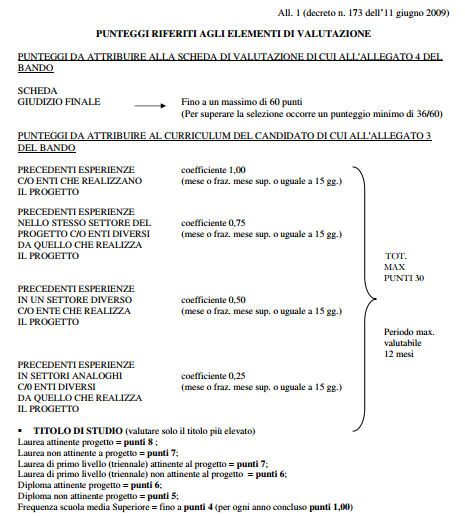 All. 1 (decreto n. 173 dell'11 giugno 2009)
PUNTEGGI RIFERITI AGLI ELEMENTI DI VALUTAZIONE
PUNTEGGI DA ATTRIBUIRE ALLA SCHEDA DI VALUTAZIONE DI CUI ALL'ALLEGATO 4 DEL
BANDO
SCHEDA
GIUDIZIO FINALE Fino a un massimo di 60 punti
(Per superare la selezione occorre un punteggio minimo di 36/60)
PUNTEGGI DA ATTRIBUIRE AL CURRICULUM DEL CANDIDATO DI CUI ALL'ALLEGATO 3
DEL BANDO
PRECEDENTI ESPERIENZE coefficiente 1,00
C/O ENTI CHE REALIZZANO (mese o fraz. mese sup. o uguale a 15 gg.)
IL PROGETTO
PRECEDENTI ESPERIENZE
NELLO STESSO SETTORE DEL coefficiente 0,75
PROGETTO C/O ENTI DIVERSI (mese o fraz. mese sup. o uguale a 15 gg.)
DA QUELLO CHE REALIZZA
IL PROGETTO
TOT.
MAX
PUNTI 30
PRECEDENTI ESPERIENZE
IN UN SETTORE DIVERSO coefficiente 0,50
C/O ENTE CHE REALIZZA (mese o fraz. mese sup. o uguale a 15 gg.)
IL PROGETTO
Periodo max.
valutabile
12 mesi
PRECEDENTI ESPERIENZE
IN SETTORI ANALOGHI coefficiente 0,25
C/0 ENTI DIVERSI (mese o fraz. mese sup. o uguale a 15 gg.)
DA QUELLO CHE REALIZZA
IL PROGETTO
▪ TITOLO DI STUDIO (valutare solo il titolo più elevato)
Laurea attinente progetto = punti 8 ;
Laurea non attinente a progetto = punti 7;
Laurea di primo livello (triennale) attinente al progetto = punti 7;
Laurea di primo livello (triennale) non attinente al progetto = punti 6;
Diploma attinente progetto = punti 6;
Diploma non attinente progetto = punti 5;
Frequenza scuola media Superiore = fino a punti 4 (per ogni anno concluso punti 1,00)